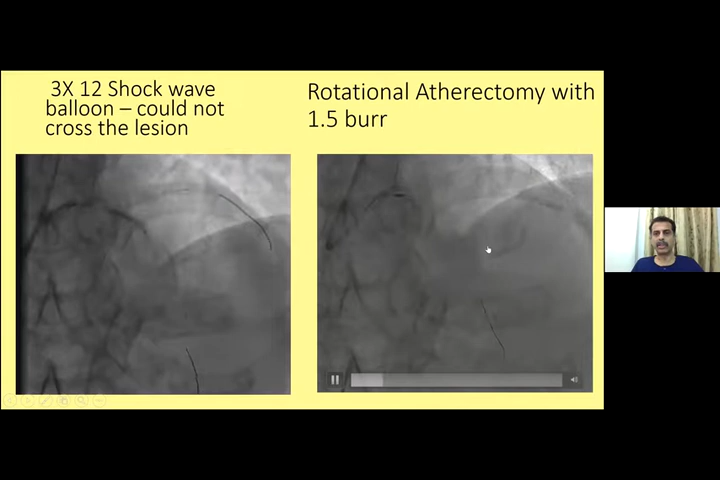 3X 12 Shock wave
balloon – could not
cross the lesion
Rotational Atherectomy with
1.5 burr